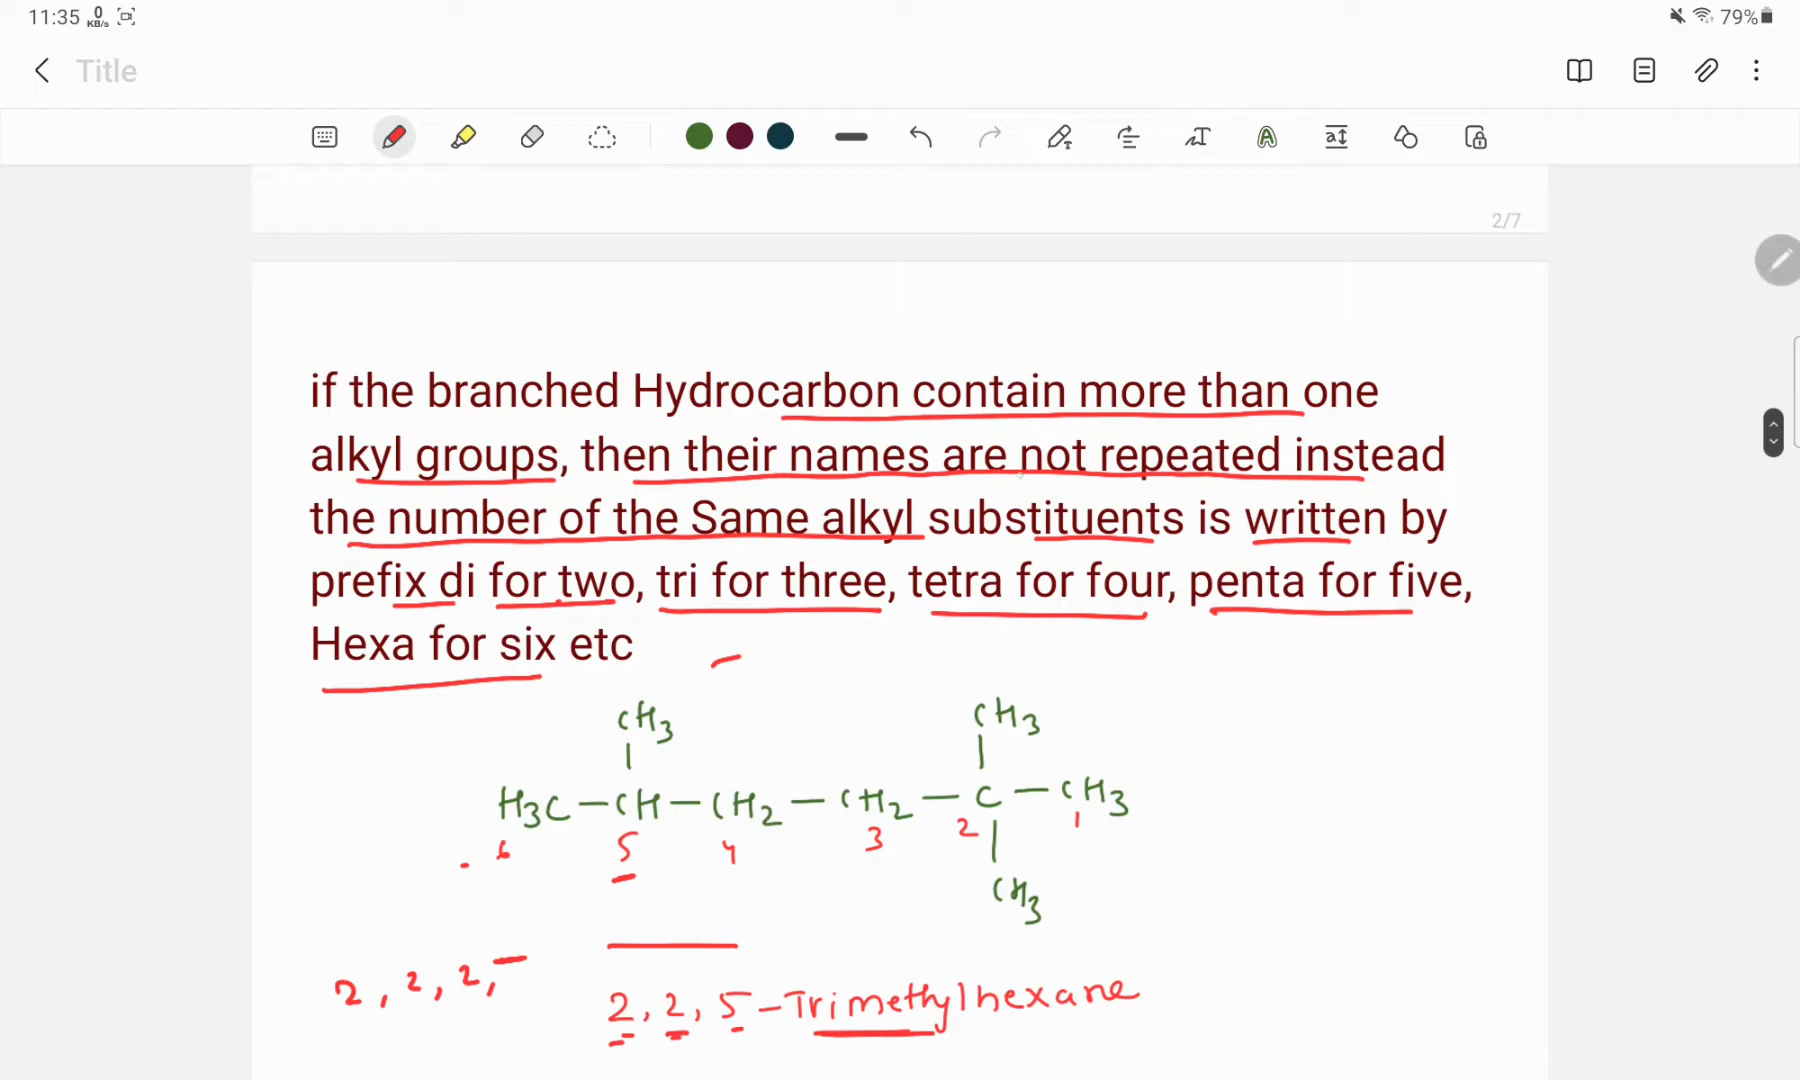 11:35 0 KB/s 79%
Title
2/7
if the branched Hydrocarbon contain more than one
alkyl groups, then their names are not repeated instead
the number of the Same alkyl substituents is written by
prefix di for two, tri for three, tetra for four, penta for five,
Hexa for six etc
CH3 CH3
H3C — CH — CH2 — CH2 — C — CH3
6 5 4 3 2 1
CH3
2, 2, 2,
2, 2, 5 – Trimethylhexane